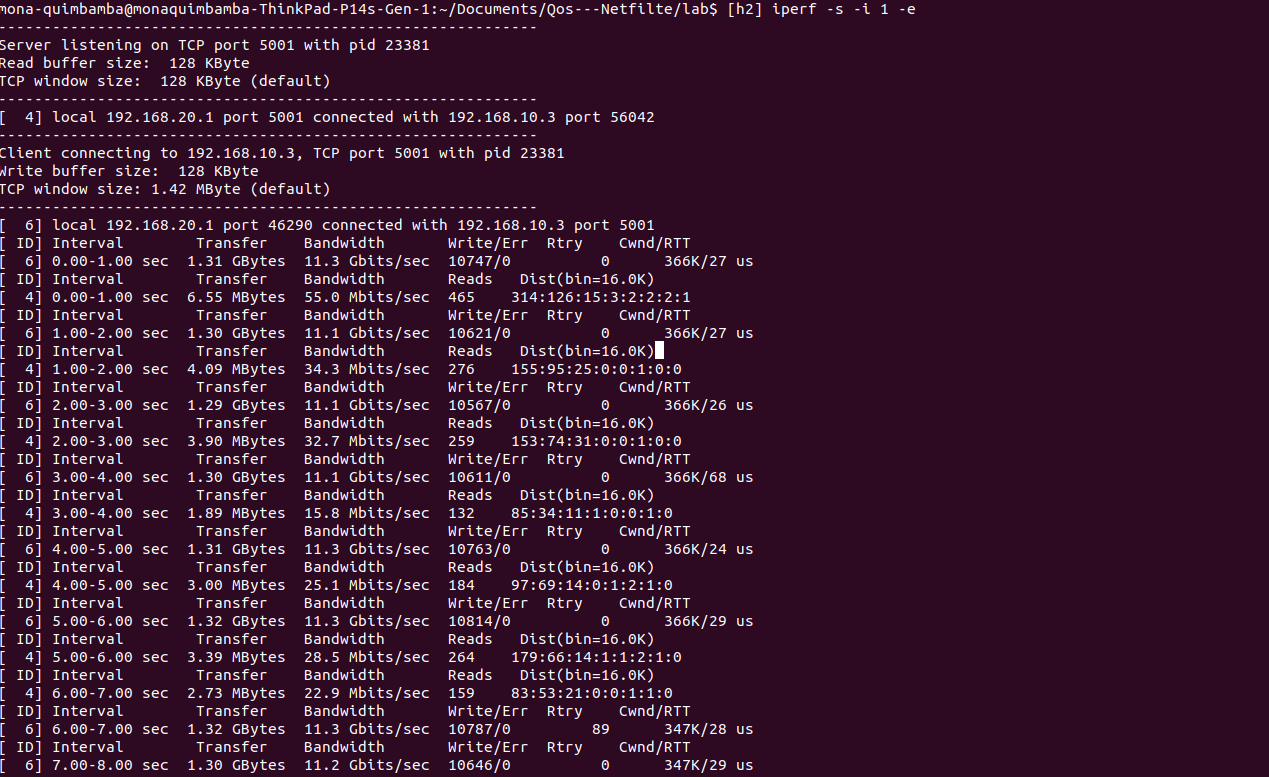 mona-quimbamba@monaquimbamba-ThinkPad-P14s-Gen-1:~/Documents/Qos---Netfilte/lab$ [h2] iperf -s -i 1 -e
------------------------------------------------------------
Server listening on TCP port 5001 with pid 23381
Read buffer size:  128 KByte
TCP window size:  128 KByte (default)
------------------------------------------------------------
[  4] local 192.168.20.1 port 5001 connected with 192.168.10.3 port 56042
------------------------------------------------------------
Client connecting to 192.168.10.3, TCP port 5001 with pid 23381
Write buffer size:  128 KByte
TCP window size: 1.42 MByte (default)
------------------------------------------------------------
[  6] local 192.168.20.1 port 46290 connected with 192.168.10.3 port 5001
[ ID] Interval        Transfer    Bandwidth       Write/Err  Rtry    Cwnd/RTT
[  6] 0.00-1.00 sec  1.31 GBytes  11.3 Gbits/sec  10747/0          0      366K/27 us
[ ID] Interval        Transfer    Bandwidth       Reads   Dist(bin=16.0K)
[  4] 0.00-1.00 sec  6.55 MBytes  55.0 Mbits/sec  465    314:126:15:3:2:2:2:1
[ ID] Interval        Transfer    Bandwidth       Write/Err  Rtry    Cwnd/RTT
[  6] 1.00-2.00 sec  1.30 GBytes  11.1 Gbits/sec  10621/0          0      366K/27 us
[ ID] Interval        Transfer    Bandwidth       Reads   Dist(bin=16.0K)
[  4] 1.00-2.00 sec  4.09 MBytes  34.3 Mbits/sec  276    155:95:25:0:0:1:0:0
[ ID] Interval        Transfer    Bandwidth       Write/Err  Rtry    Cwnd/RTT
[  6] 2.00-3.00 sec  1.29 GBytes  11.1 Gbits/sec  10567/0          0      366K/26 us
[ ID] Interval        Transfer    Bandwidth       Reads   Dist(bin=16.0K)
[  4] 2.00-3.00 sec  3.90 MBytes  32.7 Mbits/sec  259    153:74:31:0:0:1:0:0
[ ID] Interval        Transfer    Bandwidth       Write/Err  Rtry    Cwnd/RTT
[  6] 3.00-4.00 sec  1.30 GBytes  11.1 Gbits/sec  10611/0          0      366K/68 us
[ ID] Interval        Transfer    Bandwidth       Reads   Dist(bin=16.0K)
[  4] 3.00-4.00 sec  1.89 MBytes  15.8 Mbits/sec  132    85:34:11:1:0:0:1:0
[ ID] Interval        Transfer    Bandwidth       Write/Err  Rtry    Cwnd/RTT
[  6] 4.00-5.00 sec  1.31 GBytes  11.3 Gbits/sec  10763/0          0      366K/24 us
[ ID] Interval        Transfer    Bandwidth       Reads   Dist(bin=16.0K)
[  4] 4.00-5.00 sec  3.00 MBytes  25.1 Mbits/sec  184    97:69:14:0:1:2:1:0
[ ID] Interval        Transfer    Bandwidth       Write/Err  Rtry    Cwnd/RTT
[  6] 5.00-6.00 sec  1.32 GBytes  11.3 Gbits/sec  10814/0          0      366K/29 us
[ ID] Interval        Transfer    Bandwidth       Reads   Dist(bin=16.0K)
[  4] 5.00-6.00 sec  3.39 MBytes  28.5 Mbits/sec  264    179:66:14:1:1:2:1:0
[ ID] Interval        Transfer    Bandwidth       Reads   Dist(bin=16.0K)
[  4] 6.00-7.00 sec  2.73 MBytes  22.9 Mbits/sec  159    83:53:21:0:0:1:1:0
[ ID] Interval        Transfer    Bandwidth       Write/Err  Rtry    Cwnd/RTT
[  6] 6.00-7.00 sec  1.32 GBytes  11.3 Gbits/sec  10787/0         89      347K/28 us
[ ID] Interval        Transfer    Bandwidth       Write/Err  Rtry    Cwnd/RTT
[  6] 7.00-8.00 sec  1.30 GBytes  11.2 Gbits/sec  10646/0          0      347K/29 us